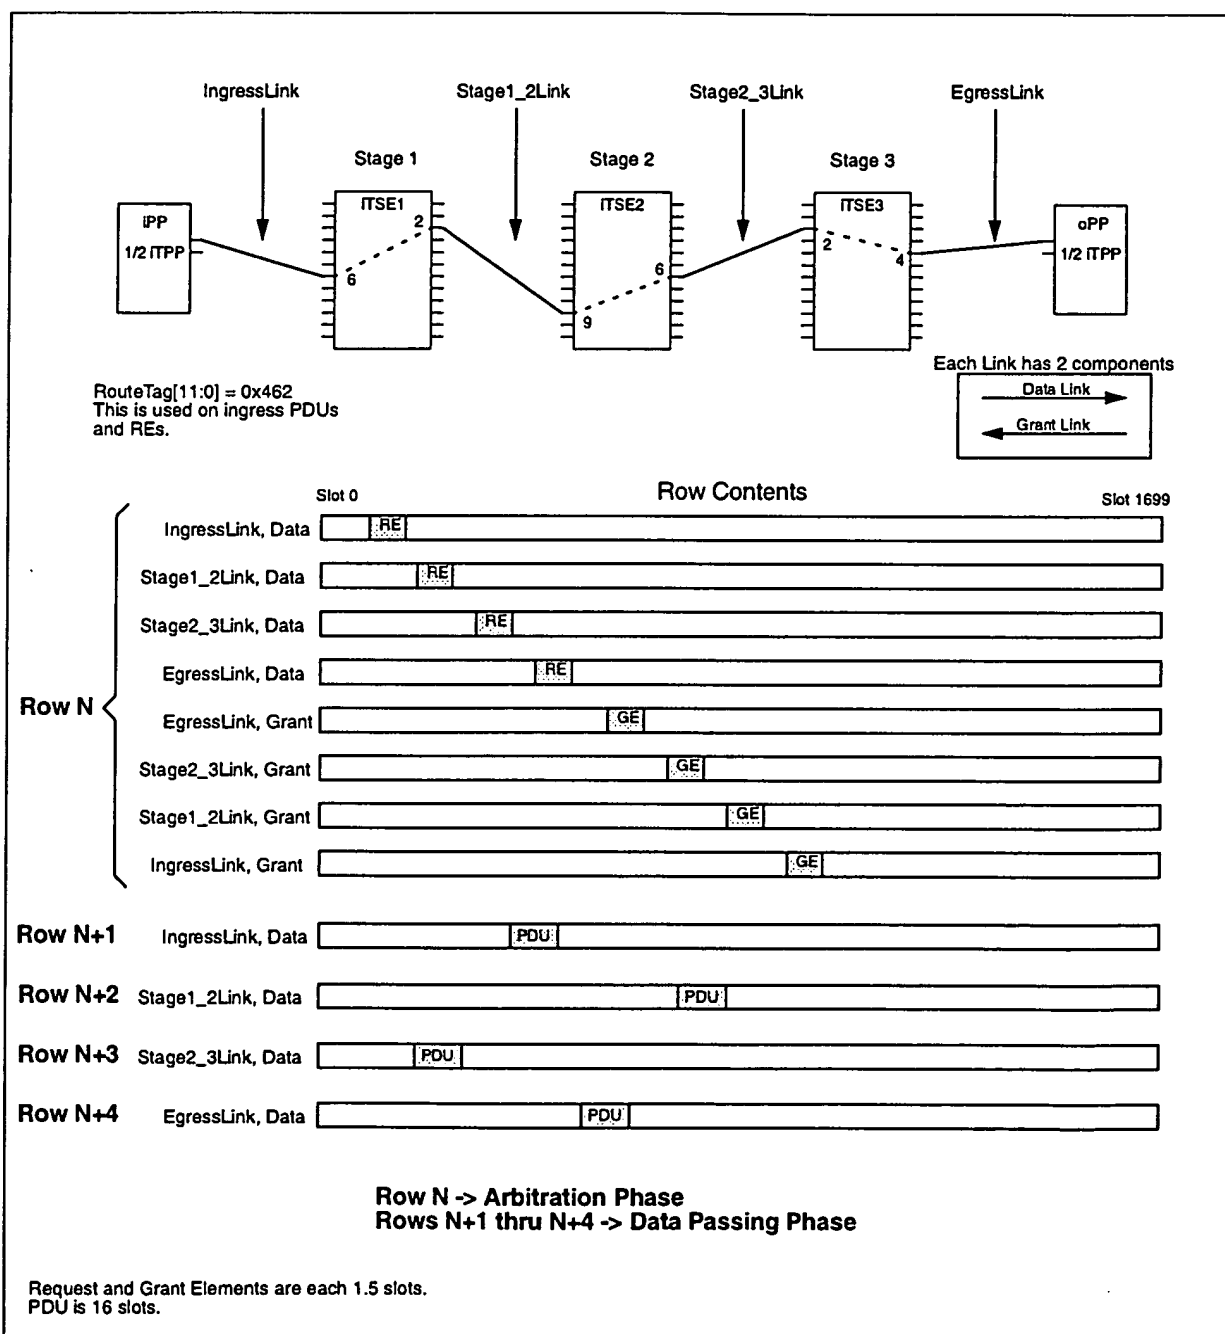 IngressLink Stage1_2Link Stage2_3Link EgressLink
Stage 1 Stage 2 Stage 3
iPP ITSE1 ITSE2 ITSE3 oPP
1/2 iTPP 2 6 2 4 1/2 iTPP
6 9
Each Link has 2 components
Data Link
Grant Link
RouteTag[11:0] = 0x462
This is used on ingress PDUs
and REs.
Slot 0 Row Contents Slot 1699
Row N
IngressLink, Data RE
Stage1_2Link, Data RE
Stage2_3Link, Data RE
EgressLink, Data RE
EgressLink, Grant GE
Stage2_3Link, Grant GE
Stage1_2Link, Grant GE
IngressLink, Grant GE
Row N+1 IngressLink, Data PDU
Row N+2 Stage1_2Link, Data PDU
Row N+3 Stage2_3Link, Data PDU
Row N+4 EgressLink, Data PDU
Row N -> Arbitration Phase
Rows N+1 thru N+4 -> Data Passing Phase
Request and Grant Elements are each 1.5 slots.
PDU is 16 slots.